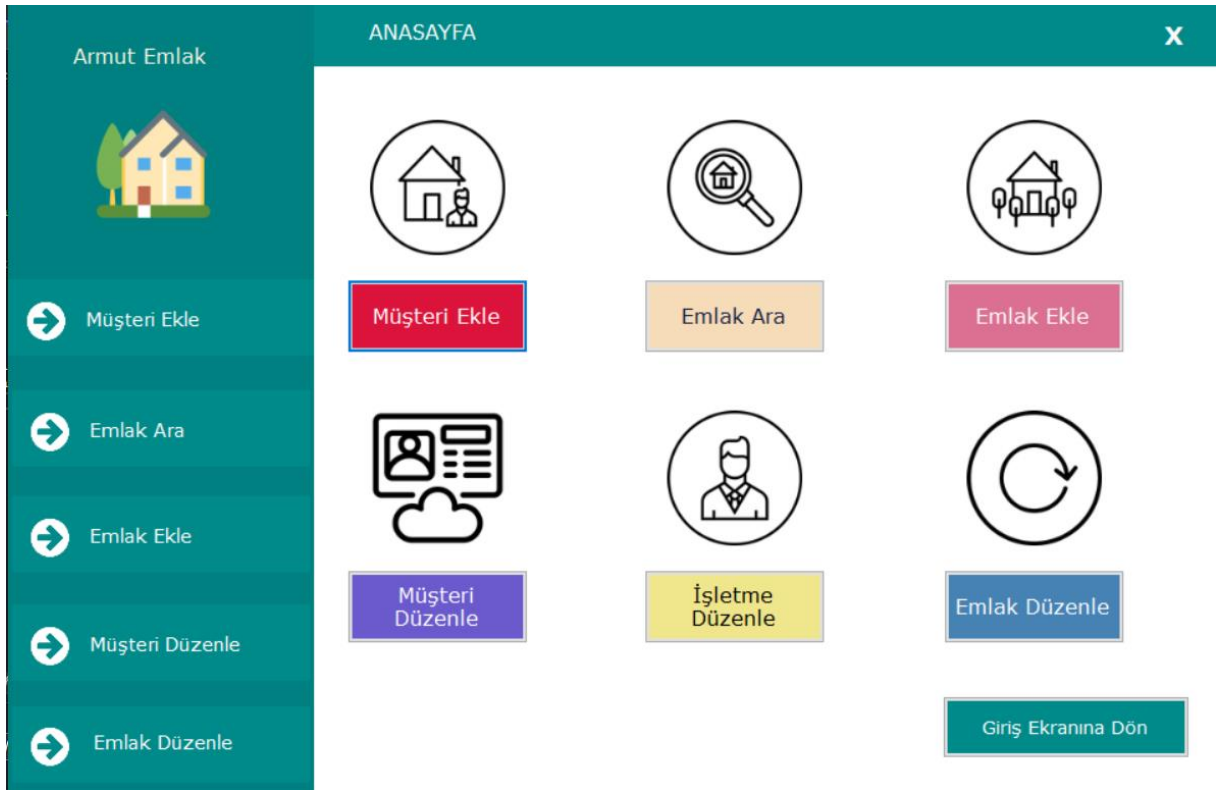 Armut Emlak
ANASAYFA
X
Müşteri Ekle
Emlak Ara
Emlak Ekle
Müşteri Düzenle
Emlak Düzenle
Müşteri Ekle
Emlak Ara
Emlak Ekle
Müşteri
Düzenle
İşletme
Düzenle
Emlak Düzenle
Giriş Ekranına Dön